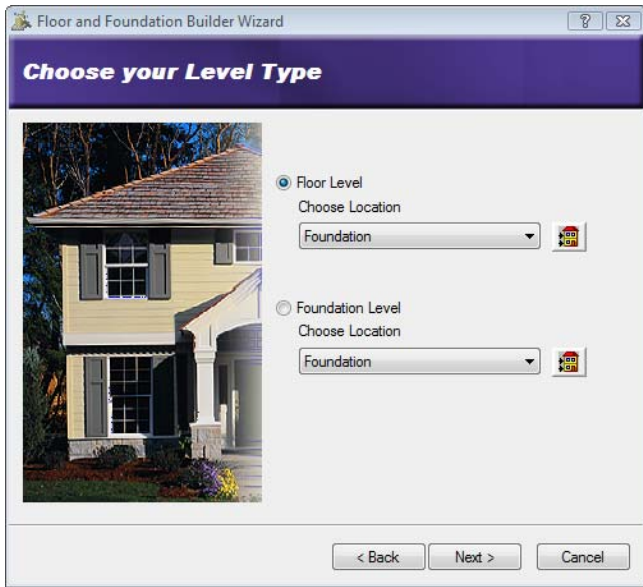 Floor and Foundation Builder Wizard
Choose your Level Type
Floor Level
Choose Location
Foundation
Foundation Level
Choose Location
Foundation
< Back Next > Cancel